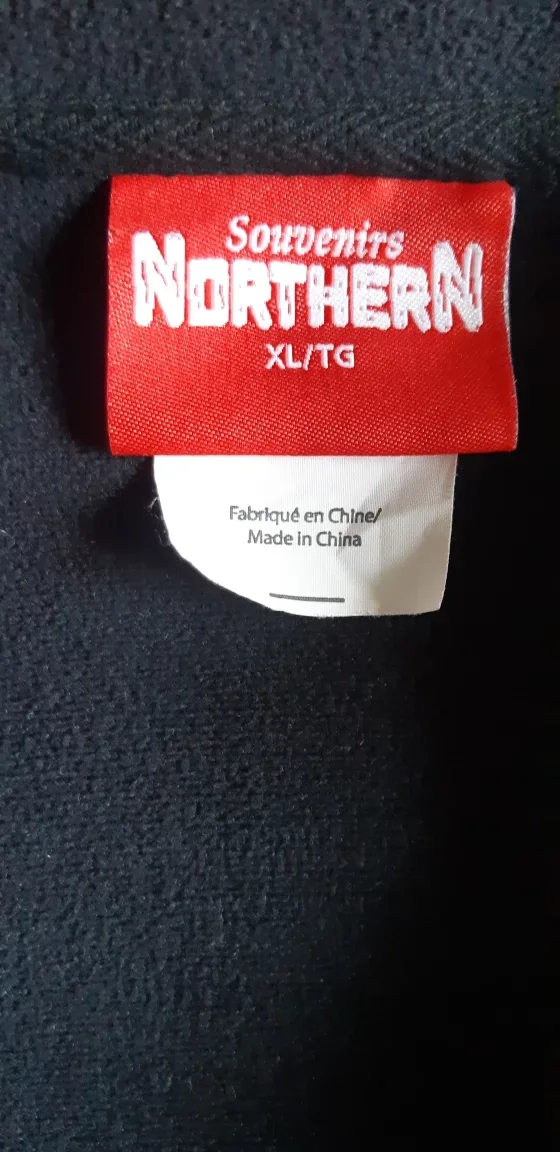 Souvenirs
NORTHERN
XL/TG
Fabriqué en Chine/
Made in China